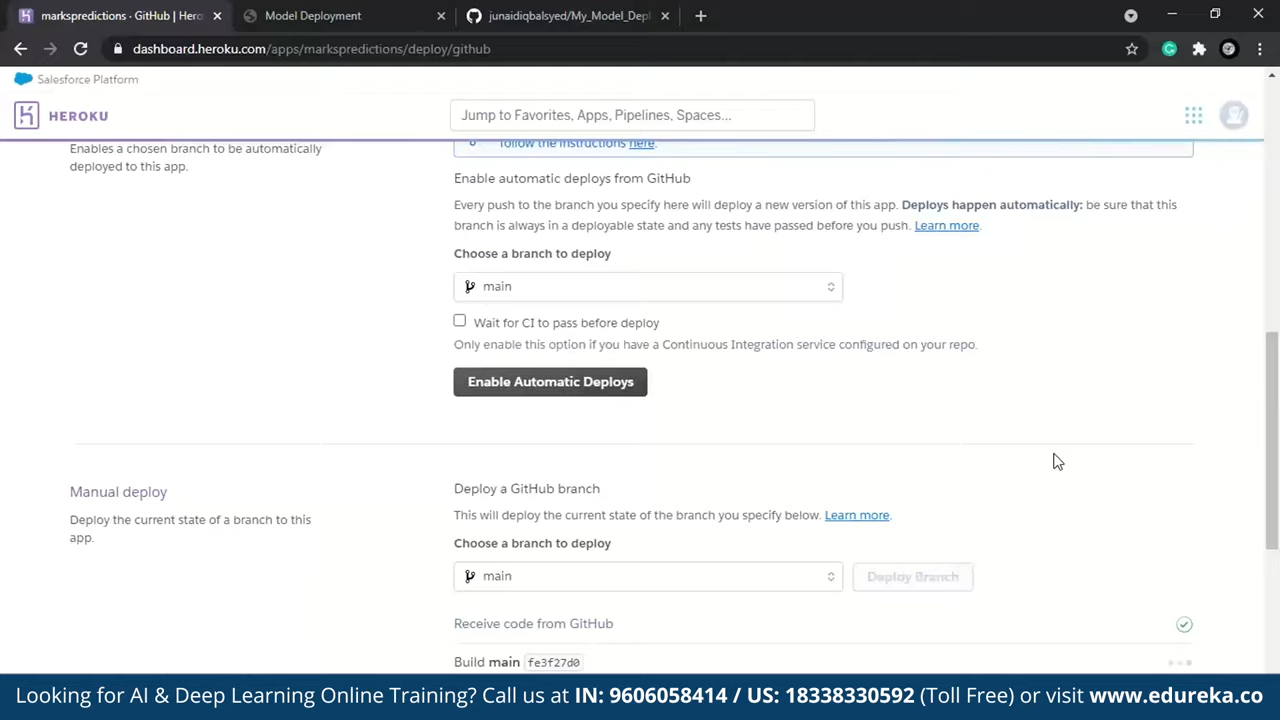 markspredictions · GitHub | Hero
Model Deployment
junaidiqbalsyed/My_Model_Depl
dashboard.heroku.com/apps/markspredictions/deploy/github
Salesforce Platform
HEROKU
Jump to Favorites, Apps, Pipelines, Spaces...
Enables a chosen branch to be automatically
deployed to this app.
follow the instructions here.
Enable automatic deploys from GitHub
Every push to the branch you specify here will deploy a new version of this app. Deploys happen automatically: be sure that this
branch is always in a deployable state and any tests have passed before you push. Learn more.
Choose a branch to deploy
main
Wait for CI to pass before deploy
Only enable this option if you have a Continuous Integration service configured on your repo.
Enable Automatic Deploys
Manual deploy
Deploy the current state of a branch to this
app.
Deploy a GitHub branch
This will deploy the current state of the branch you specify below. Learn more.
Choose a branch to deploy
main
Deploy Branch
Receive code from GitHub
Build main fe3f27d0
Looking for AI & Deep Learning Online Training? Call us at IN: 9606058414 / US: 18338330592 (Toll Free) or visit www.edureka.co